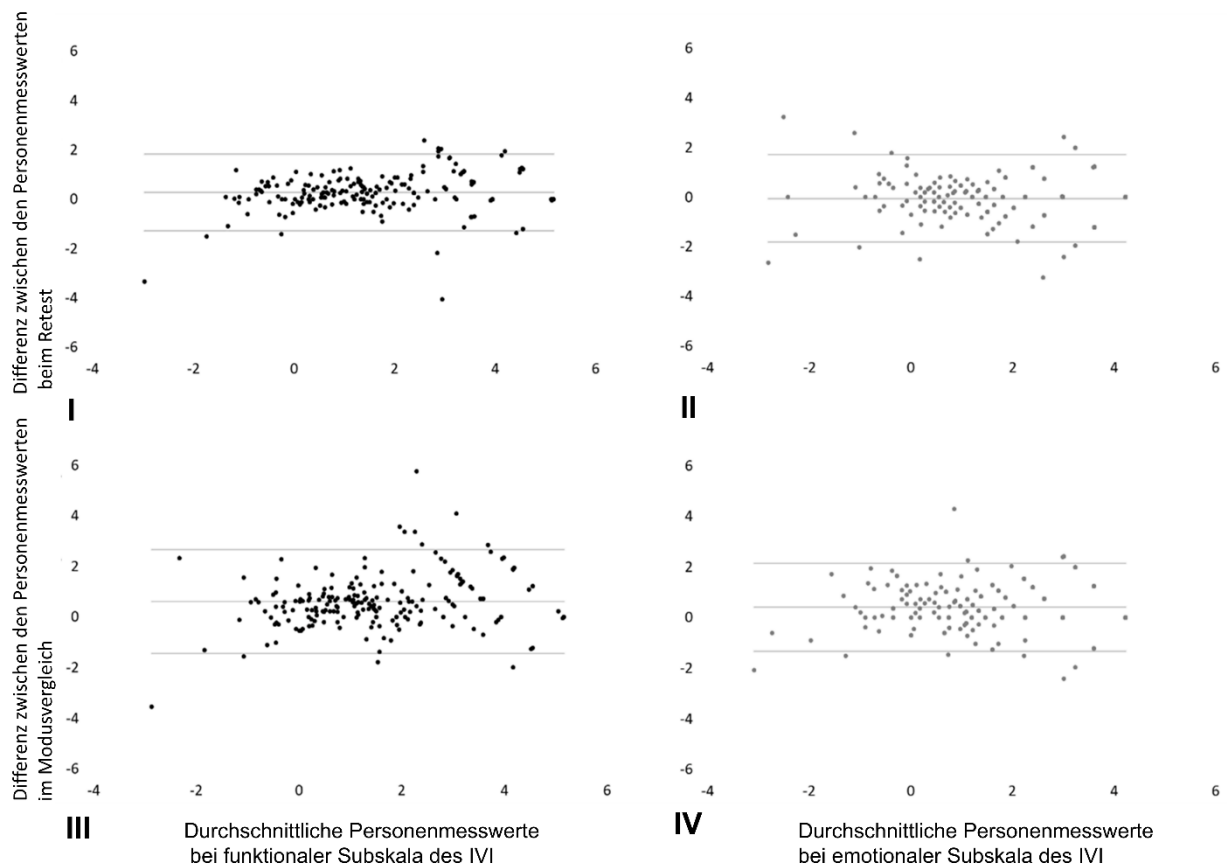 Differenz zwischen den Personenmesswerten
beim Retest
6
4
2
0
-2
-4
-6
-4 -2 0 2 4 6
I
6
4
2
0
-2
-4
-6
-4 -2 0 2 4 6
II
Differenz zwischen den Personenmesswerten
im Modusvergleich
6
4
2
0
-2
-4
-6
-4 -2 0 2 4 6
III
Durchschnittliche Personenmesswerte
bei funktionaler Subskala des IVI
6
4
2
0
-2
-4
-6
-4 -2 0 2 4 6
IV
Durchschnittliche Personenmesswerte
bei emotionaler Subskala des IVI